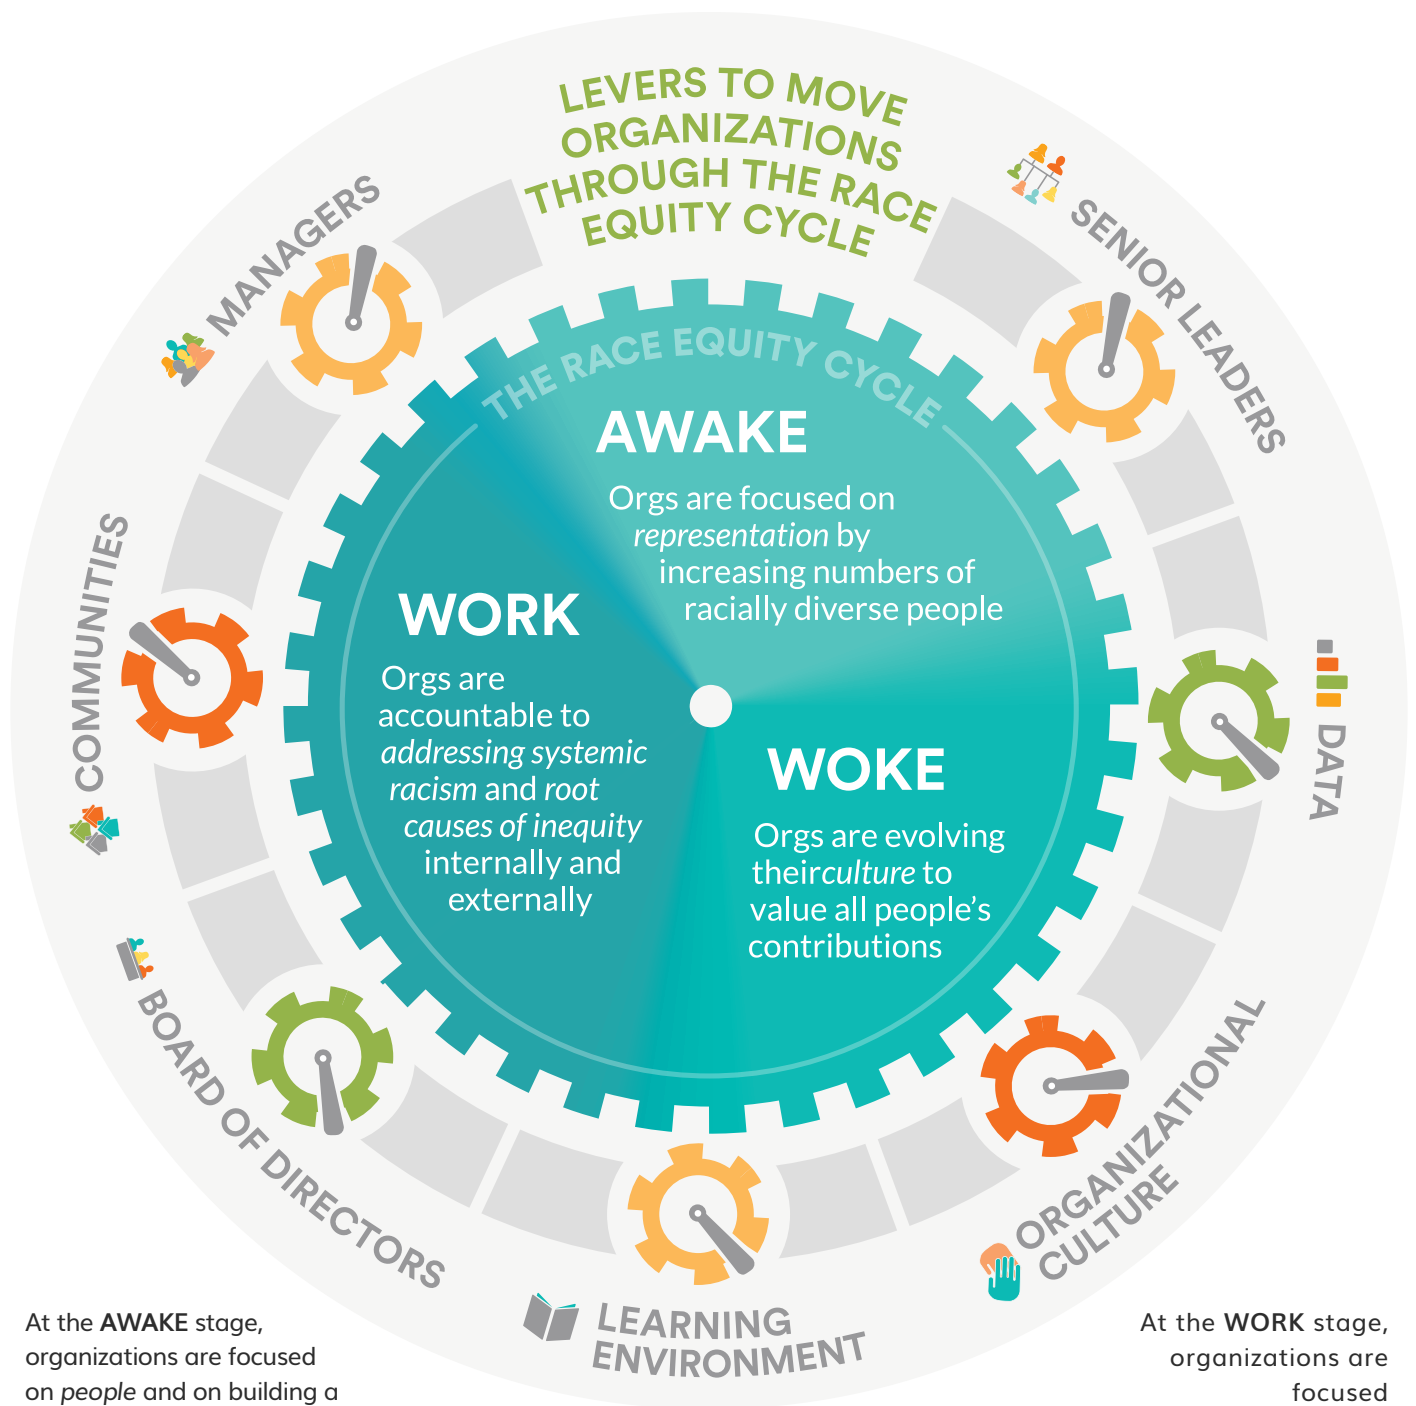 LEVERS TO MOVE
ORGANIZATIONS
THROUGH THE RACE
EQUITY CYCLE
SENIOR LEADERS
MANAGERS
THE RACE EQUITY CYCLE
AWAKE
Orgs are focused on
representation by
increasing numbers of
racially diverse people
WORK
Orgs are
accountable to
addressing systemic
racism and root
causes of inequity
internally and
externally
WOKE
Orgs are evolving
theirculture to
value all people’s
contributions
COMMUNITIES
DATA
BOARD OF DIRECTORS
ORGANIZATIONAL
CULTURE
LEARNING
ENVIRONMENT
At the AWAKE stage,
organizations are focused
on people and on building a
At the WORK stage,
organizations are
focused